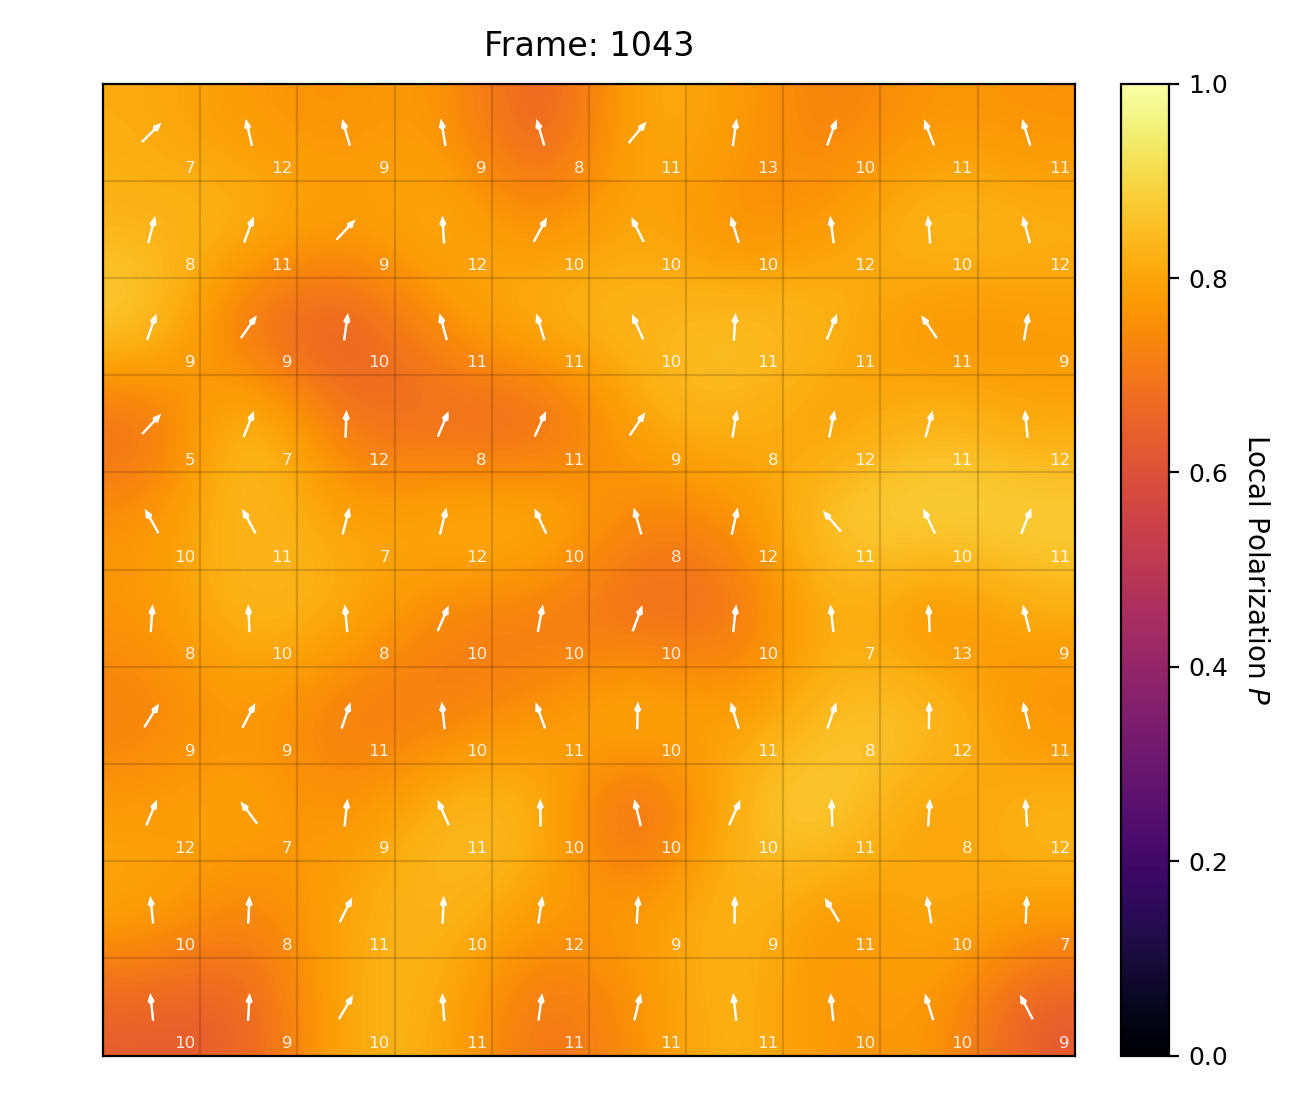 Frame: 1043
7 12 9 9 8 11 13 10 11 11
8 11 9 12 10 10 10 12 10 12
9 9 10 11 11 10 11 11 11 9
5 7 12 8 11 9 8 12 11 12
10 11 7 12 10 8 12 11 10 11
8 10 8 10 10 10 10 7 13 9
9 9 11 10 11 10 11 8 12 11
12 7 9 11 10 10 10 11 8 12
10 8 11 10 12 9 9 11 10 7
10 9 10 11 11 11 11 10 10 9
1.0
0.8
0.6
0.4
0.2
0.0
Local Polarization P